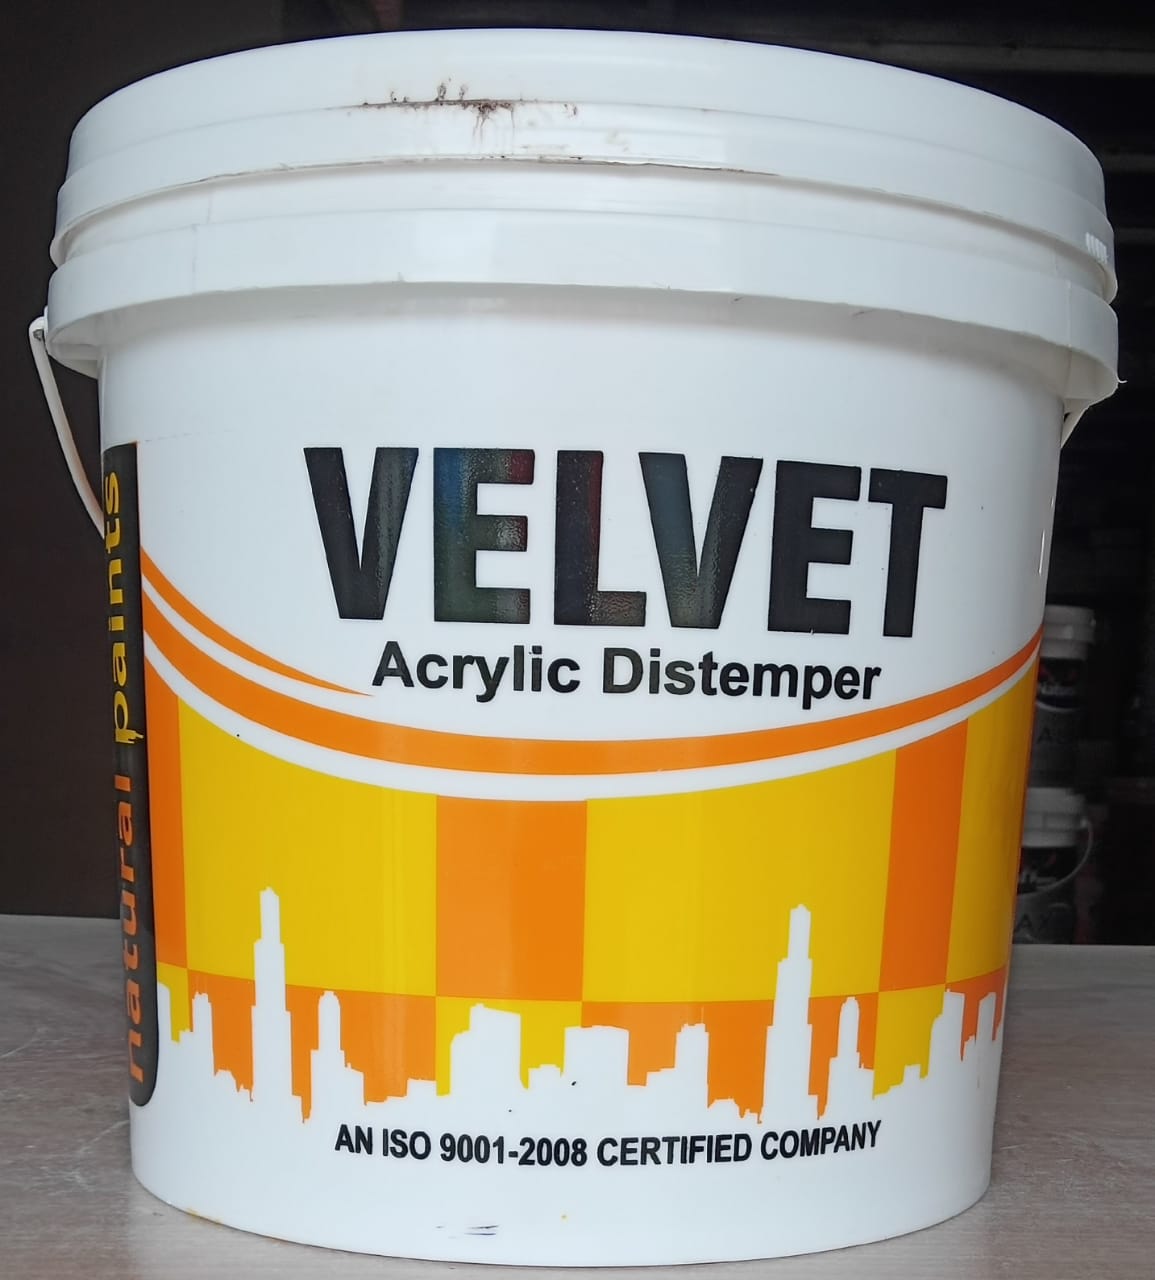 VELVET
Acrylic Distemper
natural paints
AN ISO 9001-2008 CERTIFIED COMPANY